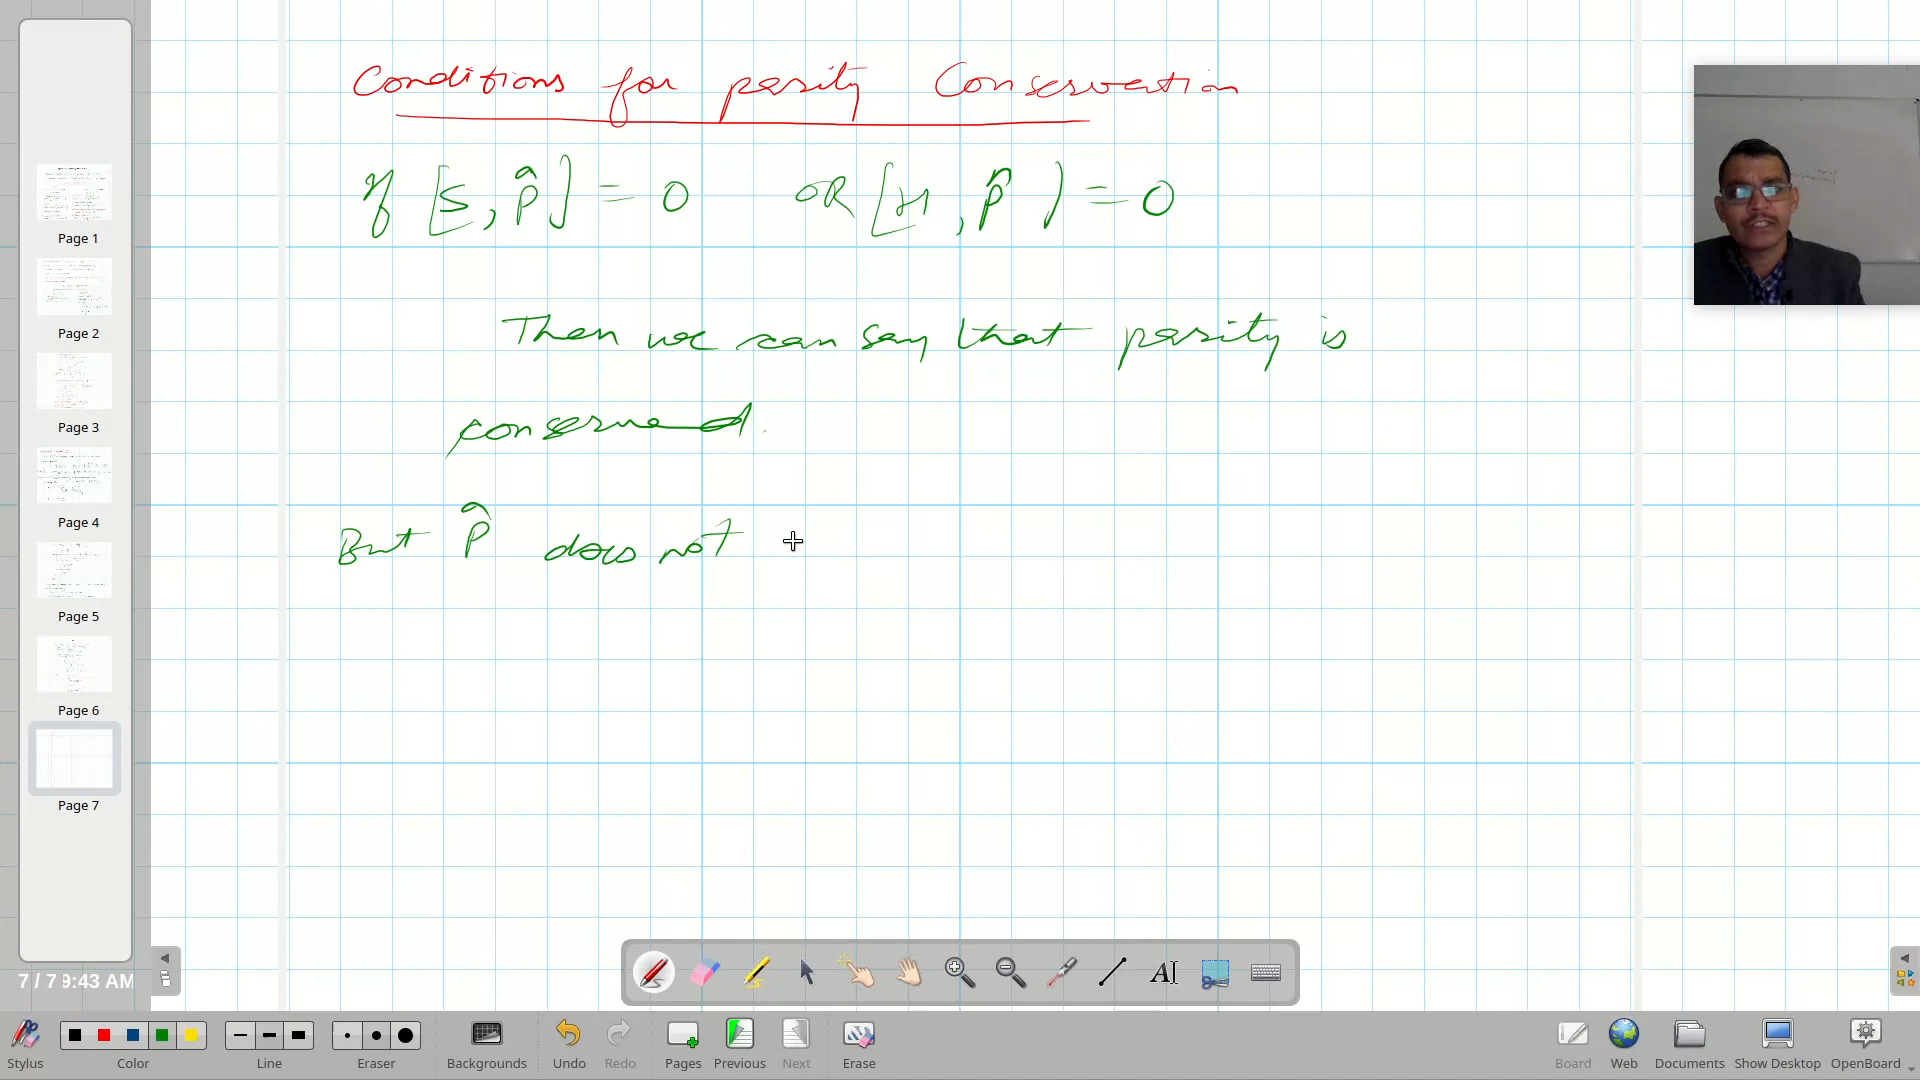 Conditions for parity Conservation
If [S, P̂] = 0 OR [H, P̂] = 0
Then we can say that parity is
conserved.
But P̂ does not
Page 1
Page 2
Page 3
Page 4
Page 5
Page 6
Page 7
7 / 7 9:43 AM
Stylus
Color
Line
Eraser
Backgrounds
Undo
Redo
Pages
Previous
Next
Erase
Board
Web
Documents
Show Desktop
OpenBoard